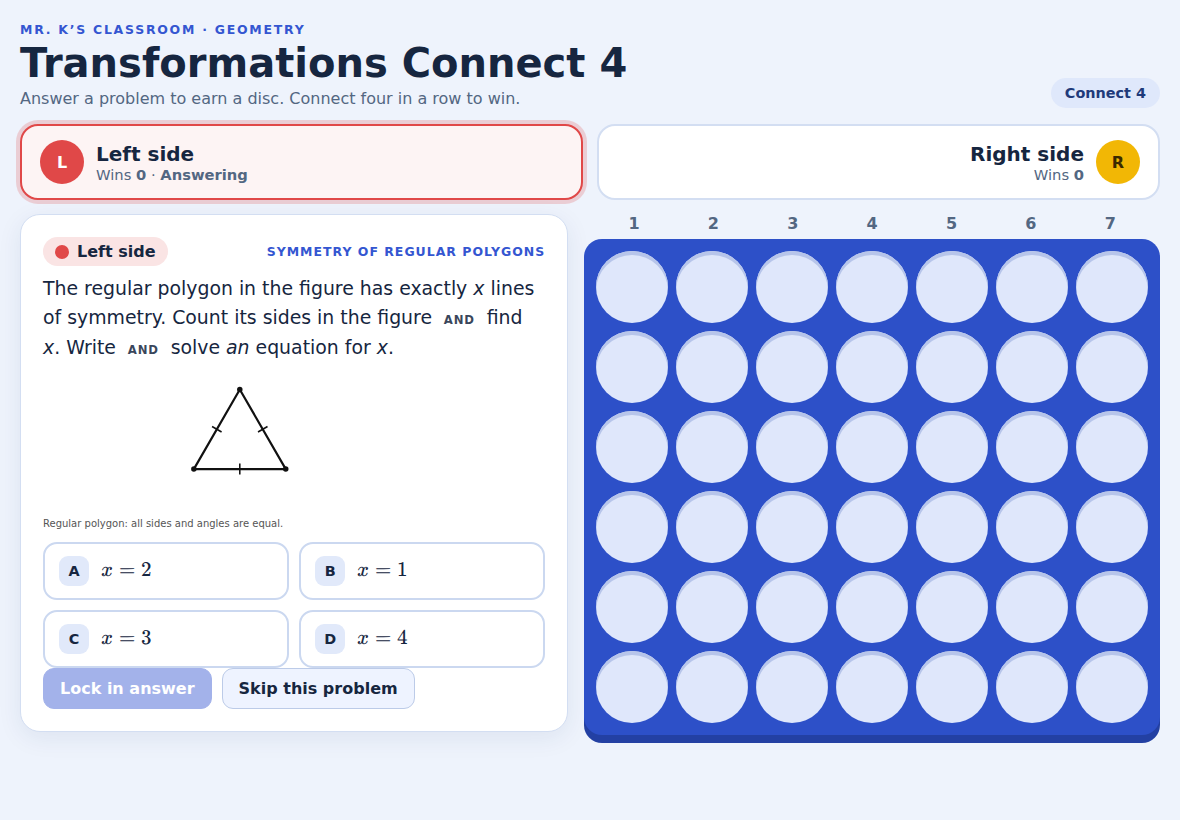 MR. K'S CLASSROOM · GEOMETRY
Transformations Connect 4
Answer a problem to earn a disc. Connect four in a row to win.
Connect 4
L
Left side
Wins 0 · Answering
Right side
Wins 0
R
Left side
SYMMETRY OF REGULAR POLYGONS
The regular polygon in the figure has exactly x lines
of symmetry. Count its sides in the figure AND find
x. Write AND solve an equation for x.
Regular polygon: all sides and angles are equal.
A x = 2
B x = 1
C x = 3
D x = 4
Lock in answer
Skip this problem
1 2 3 4 5 6 7